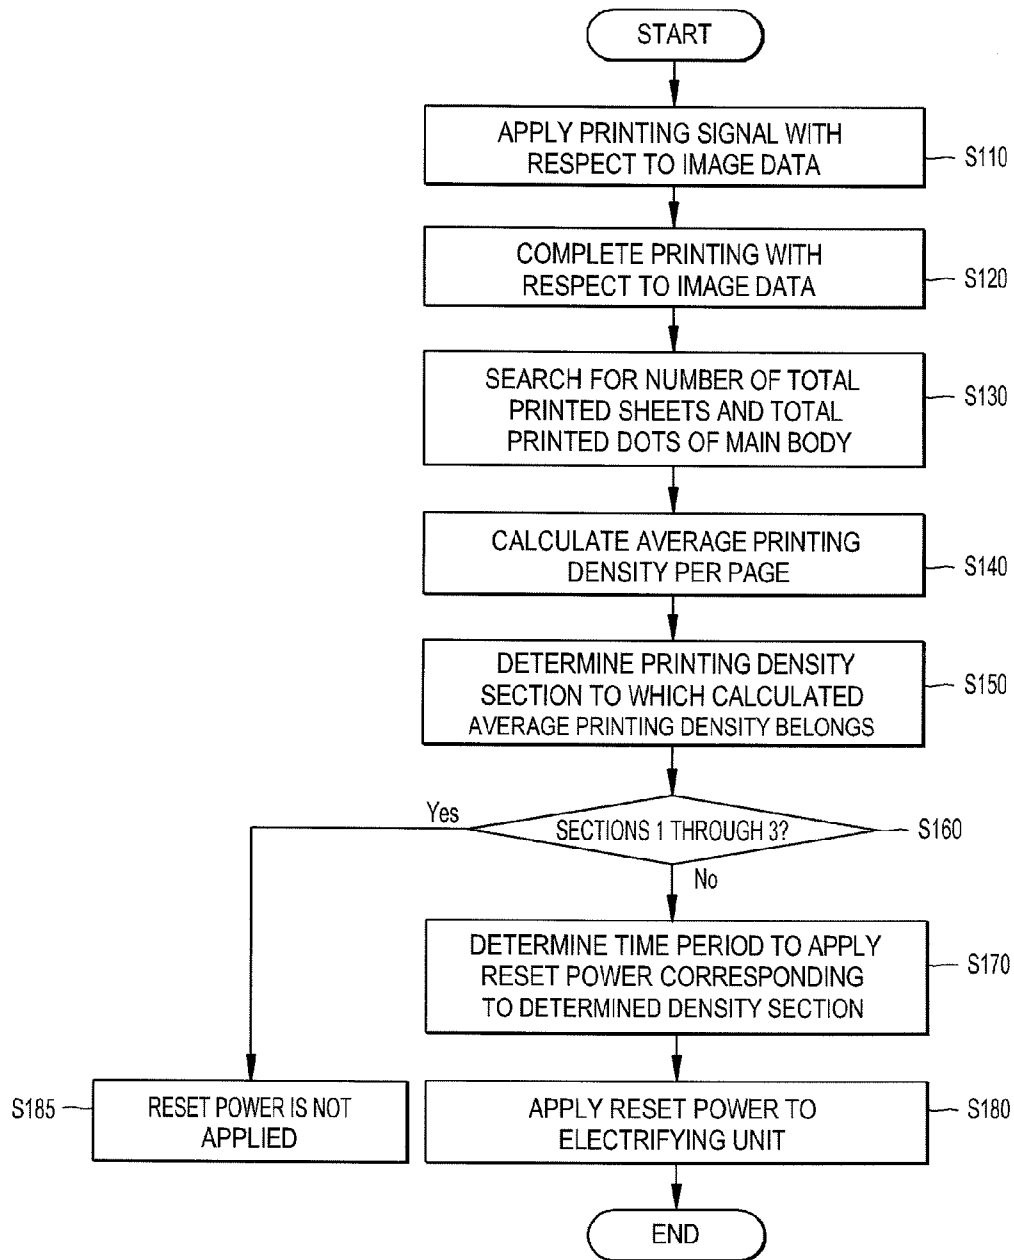 START
APPLY PRINTING SIGNAL WITH
RESPECT TO IMAGE DATA
S110
COMPLETE PRINTING WITH
RESPECT TO IMAGE DATA
S120
SEARCH FOR NUMBER OF TOTAL
PRINTED SHEETS AND TOTAL
PRINTED DOTS OF MAIN BODY
S130
CALCULATE AVERAGE PRINTING
DENSITY PER PAGE
S140
DETERMINE PRINTING DENSITY
SECTION TO WHICH CALCULATED
AVERAGE PRINTING DENSITY BELONGS
S150
Yes
SECTIONS 1 THROUGH 3?
S160
No
DETERMINE TIME PERIOD TO APPLY
RESET POWER CORRESPONDING
TO DETERMINED DENSITY SECTION
S170
S185
RESET POWER IS NOT
APPLIED
APPLY RESET POWER TO
ELECTRIFYING UNIT
S180
END